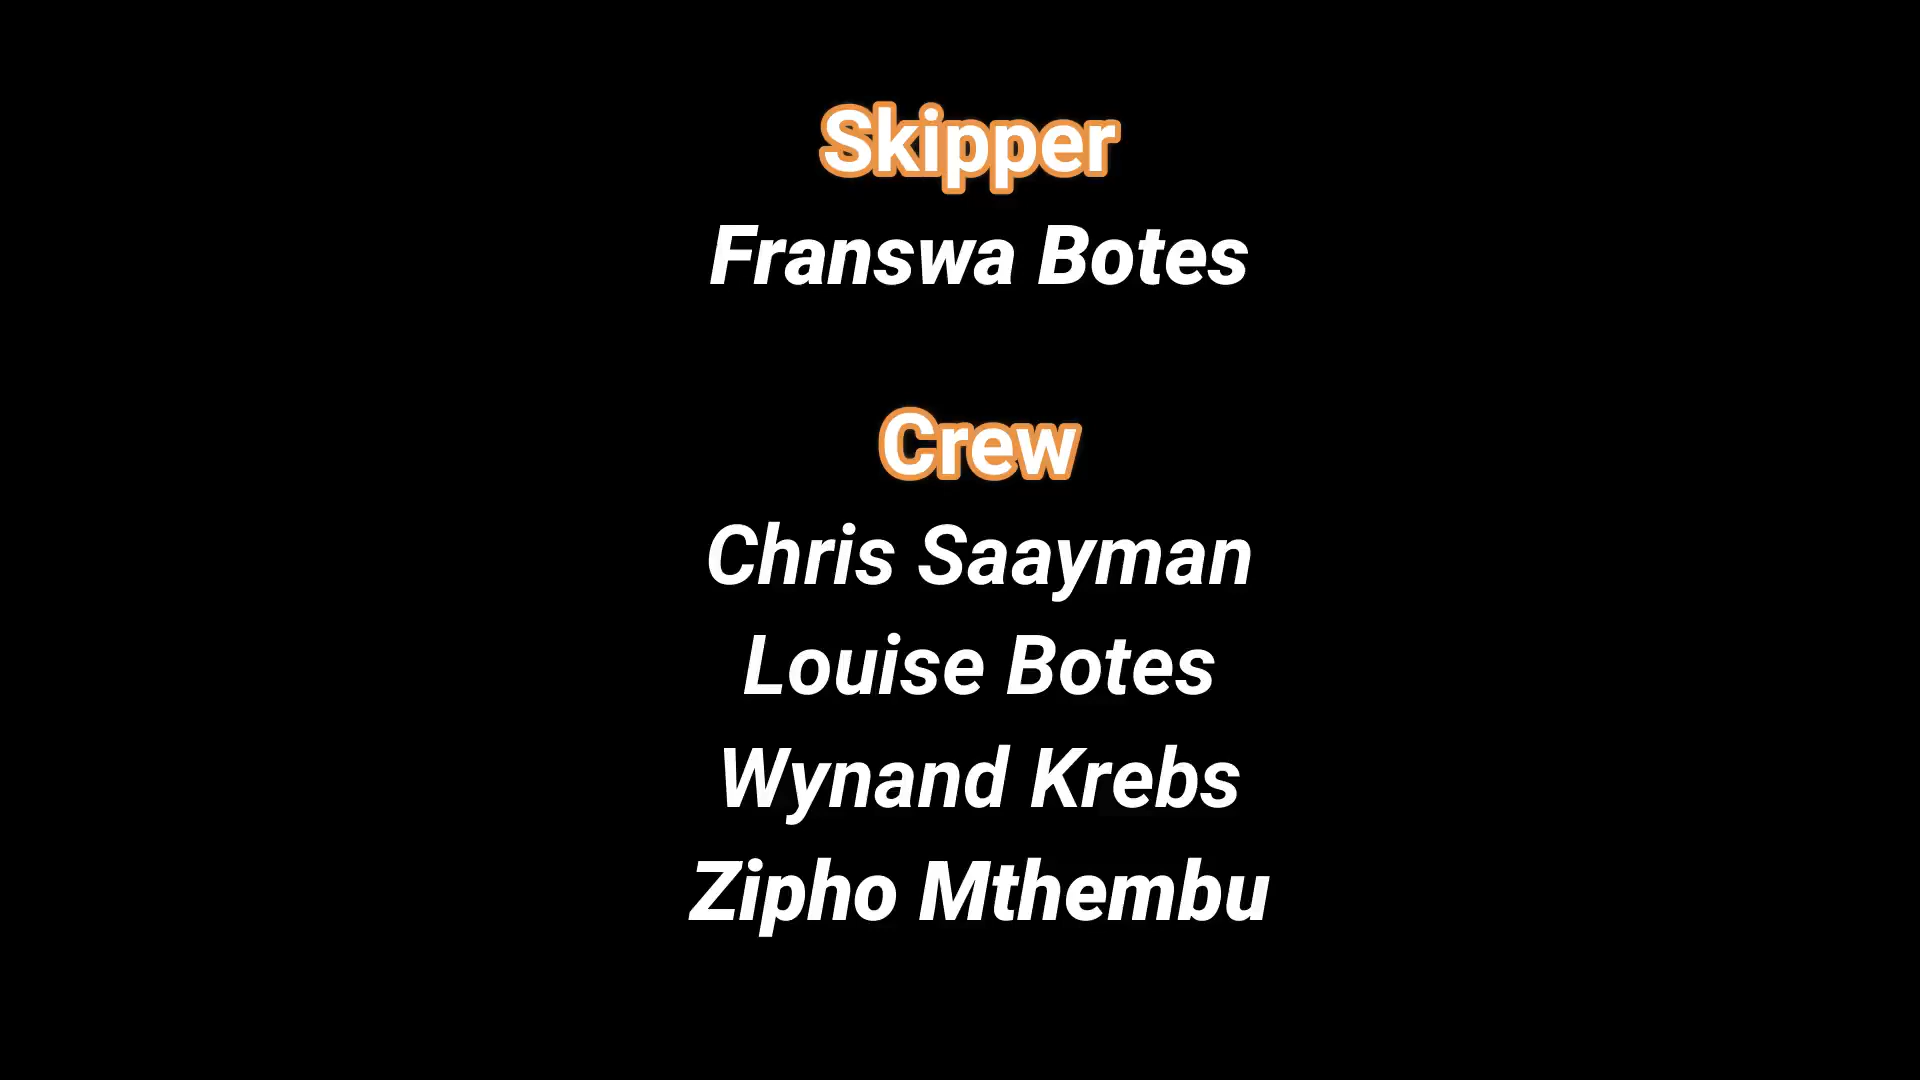 Skipper
Franswa Botes
Crew
Chris Saayman
Louise Botes
Wynand Krebs
Zipho Mthembu